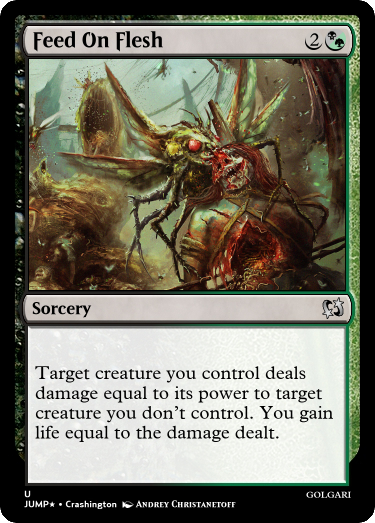 Feed On Flesh 2
Sorcery
Target creature you control deals
damage equal to its power to target
creature you don't control. You gain
life equal to the damage dealt.
U
JUMP★ • Crashington Andrey Christanetoff
GOLGARI